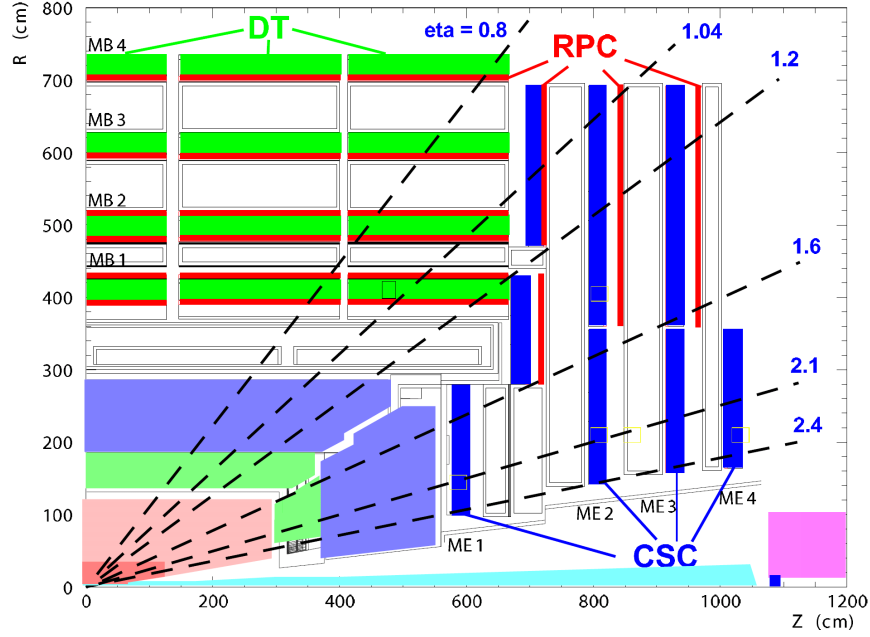 800
R (cm)
MB 4
DT
eta = 0.8
1.04
RPC
1.2
700
MB 3
600
MB 2
500
MB 1
1.6
400
300
2.1
2.4
200
100
ME 1
ME 2
ME 3
ME 4
CSC
0
0 200 400 600 800 1000 1200
Z (cm)